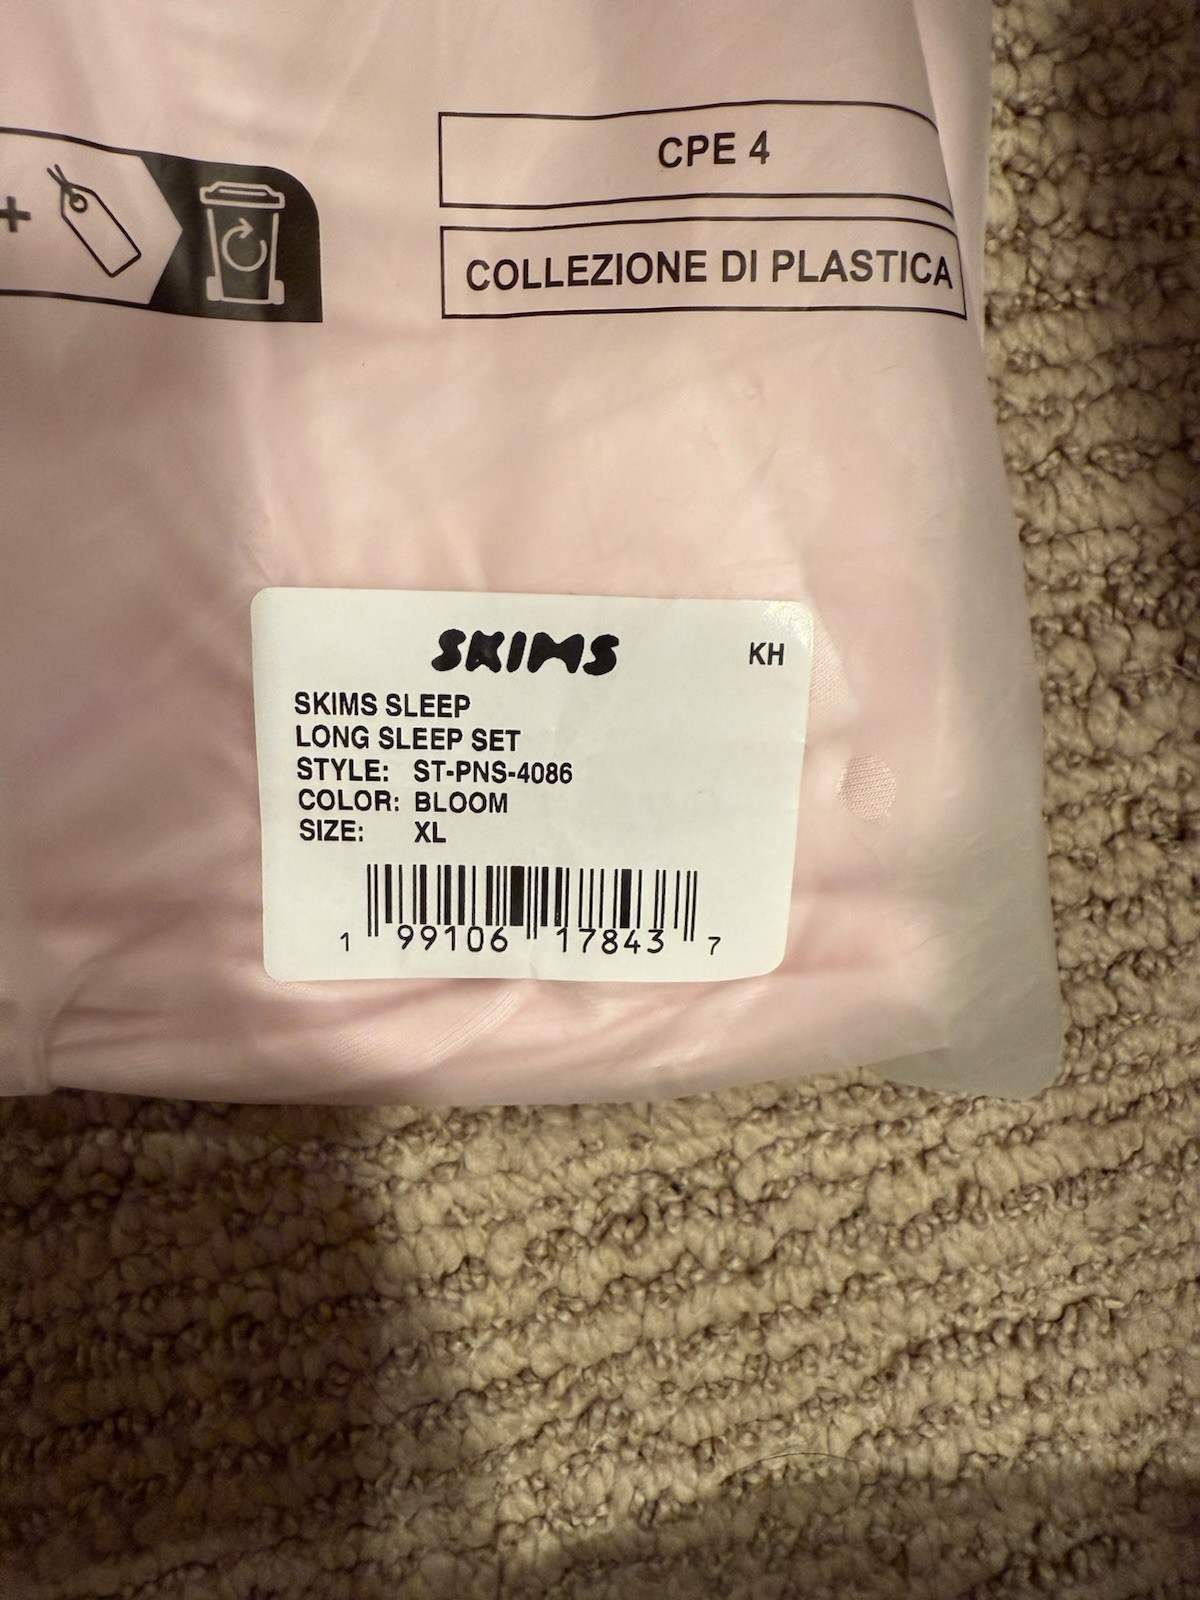 +
CPE 4
COLLEZIONE DI PLASTICA
SKIMS
KH
SKIMS SLEEP
LONG SLEEP SET
STYLE: ST-PNS-4086
COLOR: BLOOM
SIZE: XL
1 99106 17843 7